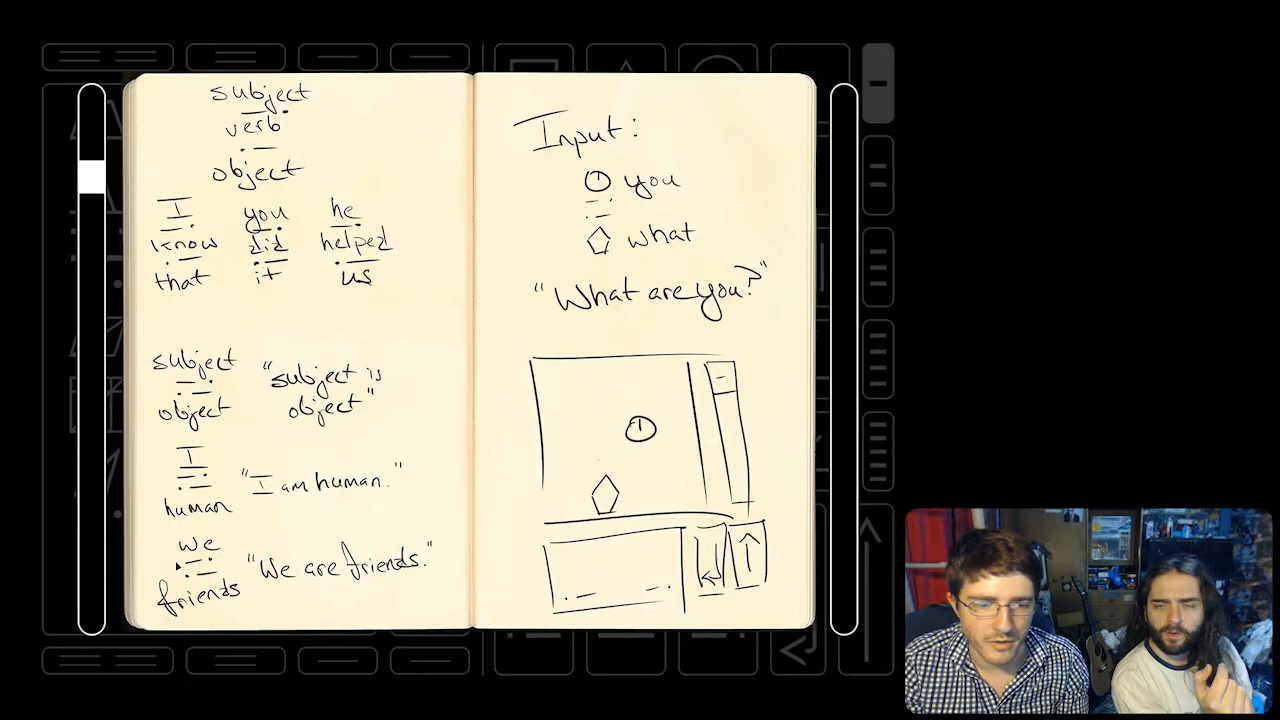 subject
verb
object
I you he
know did helped
that it us
subject "subject is
object object"
I
human "I am human."
we
friends "We are friends."
Input:
you
what
"What are you?"